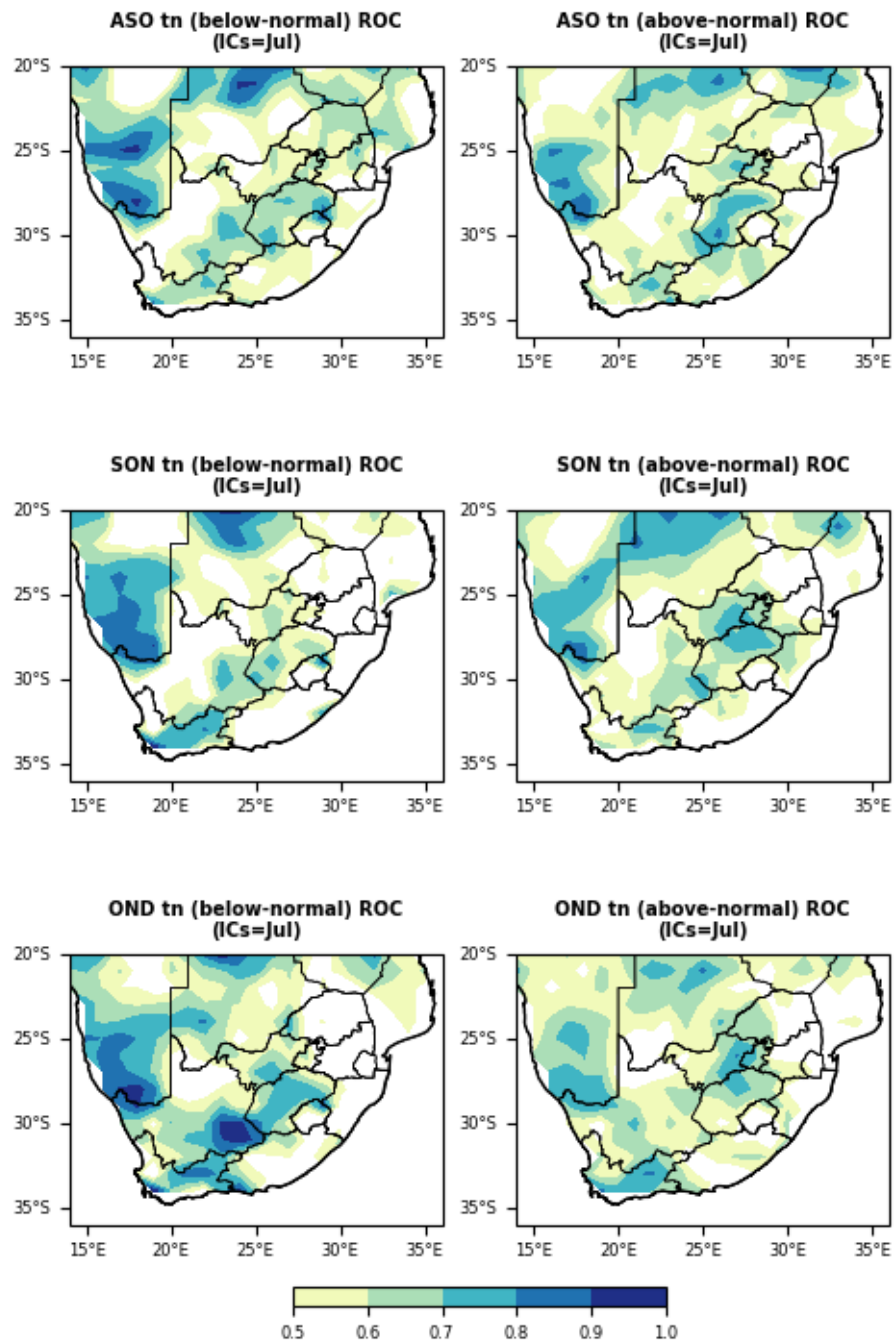 ASO tn (below-normal) ROC
(ICs=Jul)
ASO tn (above-normal) ROC
(ICs=Jul)
20°S
25°S
30°S
35°S
15°E 20°E 25°E 30°E 35°E
20°S
25°S
30°S
35°S
15°E 20°E 25°E 30°E 35°E
SON tn (below-normal) ROC
(ICs=Jul)
SON tn (above-normal) ROC
(ICs=Jul)
20°S
25°S
30°S
35°S
15°E 20°E 25°E 30°E 35°E
20°S
25°S
30°S
35°S
15°E 20°E 25°E 30°E 35°E
OND tn (below-normal) ROC
(ICs=Jul)
OND tn (above-normal) ROC
(ICs=Jul)
20°S
25°S
30°S
35°S
15°E 20°E 25°E 30°E 35°E
20°S
25°S
30°S
35°S
15°E 20°E 25°E 30°E 35°E
0.5 0.6 0.7 0.8 0.9 1.0